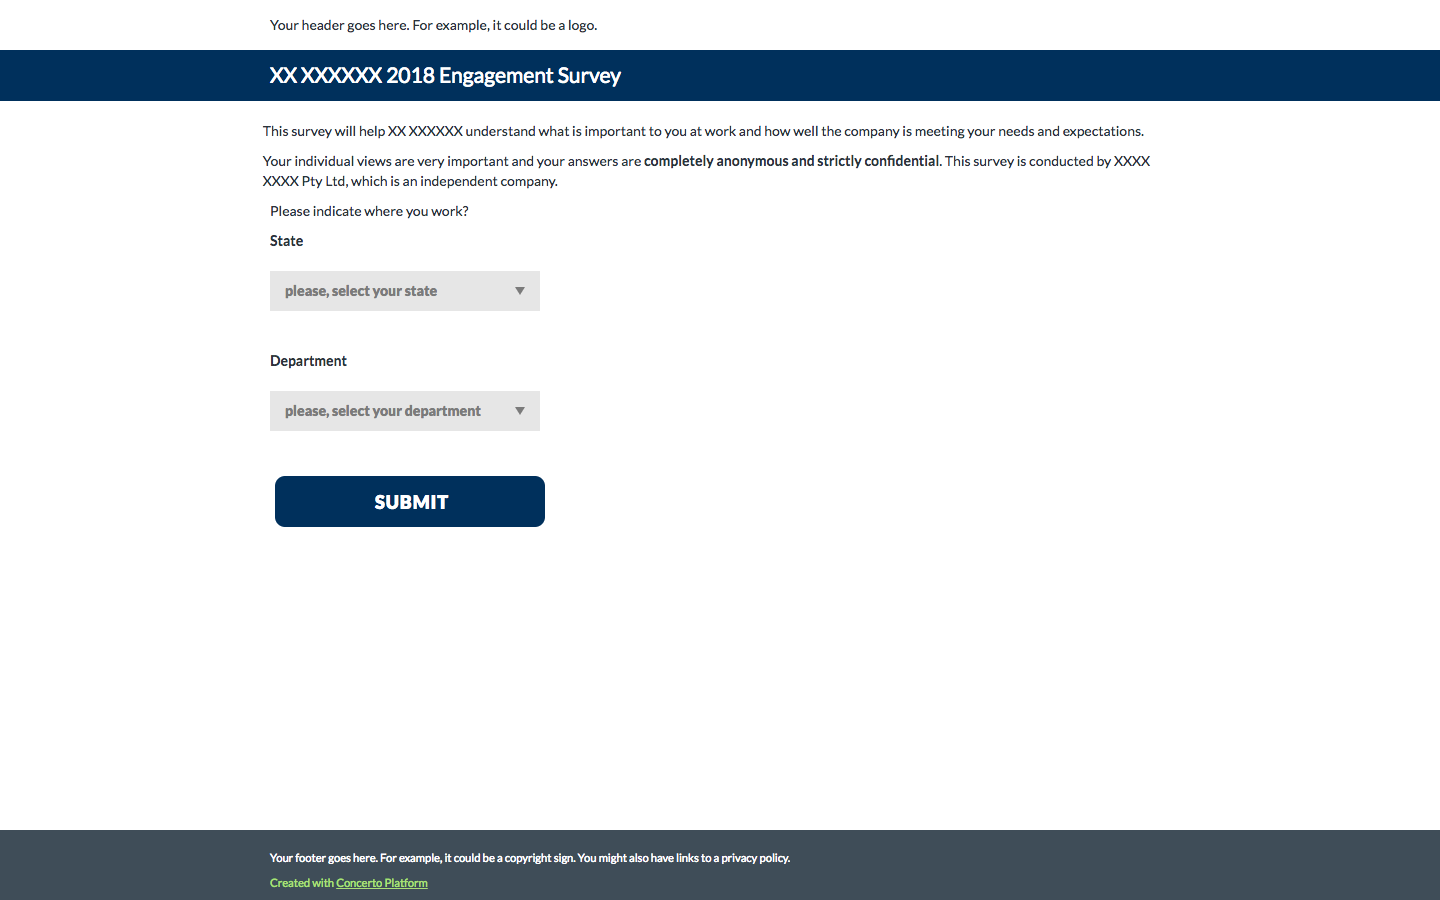 Your header goes here. For example, it could be a logo.
XX XXXXXX 2018 Engagement Survey
This survey will help XX XXXXXX understand what is important to you at work and how well the company is meeting your needs and expectations.
Your individual views are very important and your answers are completely anonymous and strictly confidential. This survey is conducted by XXXX
XXXX Pty Ltd, which is an independent company.
Please indicate where you work?
State
please, select your state
Department
please, select your department
SUBMIT
Your footer goes here. For example, it could be a copyright sign. You might also have links to a privacy policy.
Created with Concerto Platform